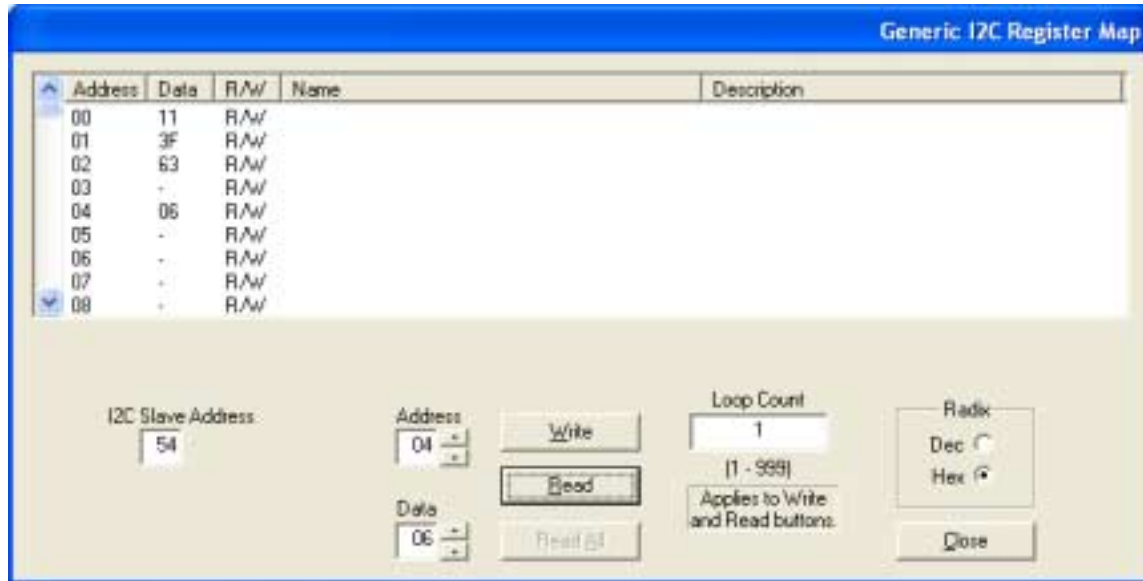 Generic I2C Register Map
Address Data R/W Name Description
00 11 R/W
01 3F R/W
02 63 R/W
03 - R/W
04 06 R/W
05 - R/W
06 - R/W
07 - R/W
08 - R/W
I2C Slave Address
54
Address
04
Write
Read
Data
06
Read All
Loop Count
1
(1 - 999)
Applies to Write
and Read buttons.
Radix
Dec
Hex
Close